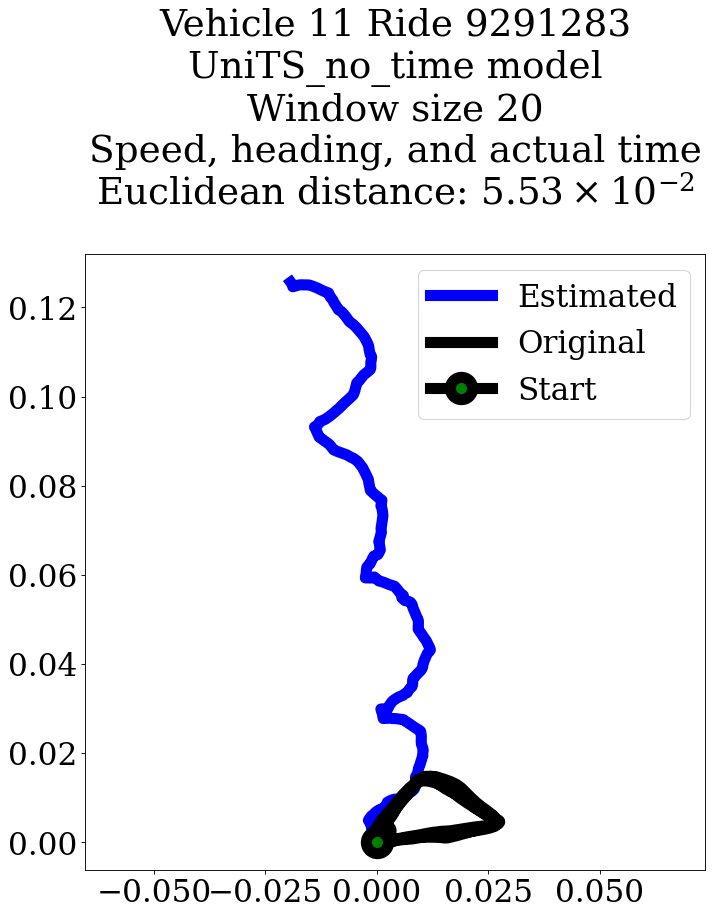 Vehicle 11 Ride 9291283
UniTS_no_time model
Window size 20
Speed, heading, and actual time
Euclidean distance: 5.53 × 10⁻²
Estimated
Original
Start
0.12
0.10
0.08
0.06
0.04
0.02
0.00
−0.050 −0.025 0.000 0.025 0.050